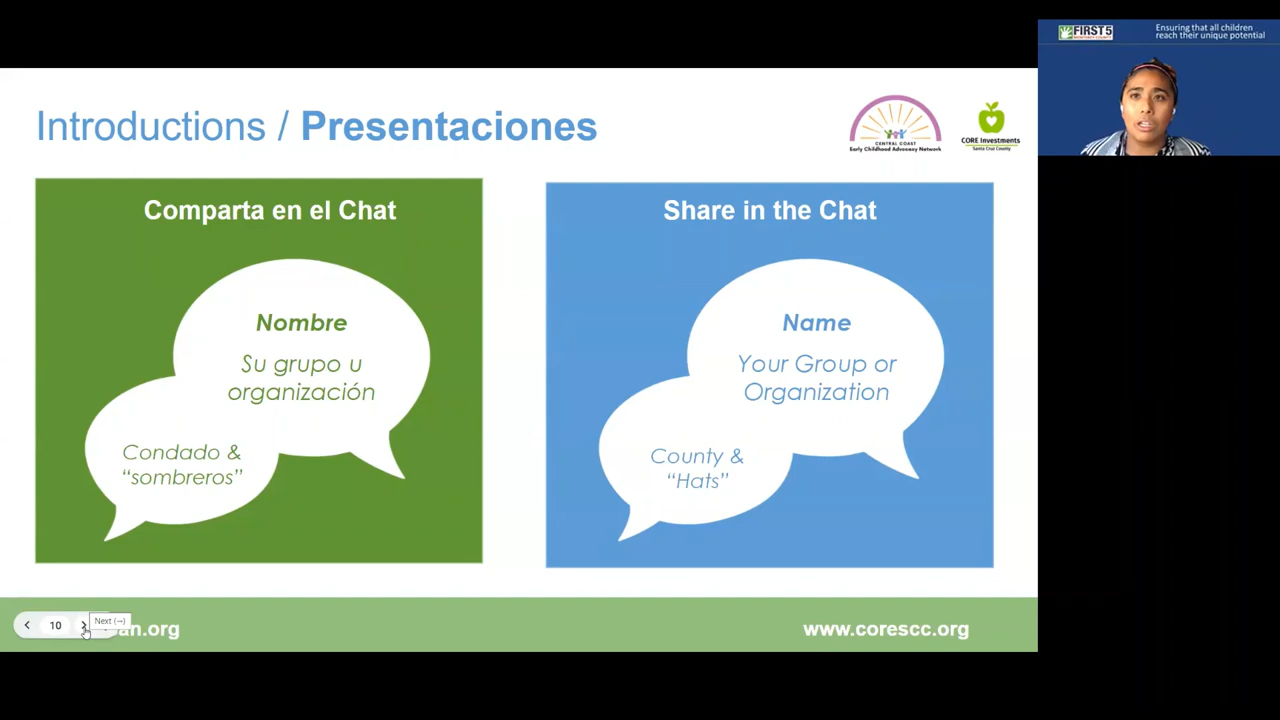 FIRST5
Ensuring that all children
reach their unique potential
Introductions / Presentaciones
CENTRAL COAST
Early Childhood Advocacy Network
CORE Investments
Santa Cruz County
Comparta en el Chat
Nombre
Su grupo u
organización
Condado &
“sombreros”
Share in the Chat
Name
Your Group or
Organization
County &
“Hats”
10
Next (→)
an.org
www.corescc.org